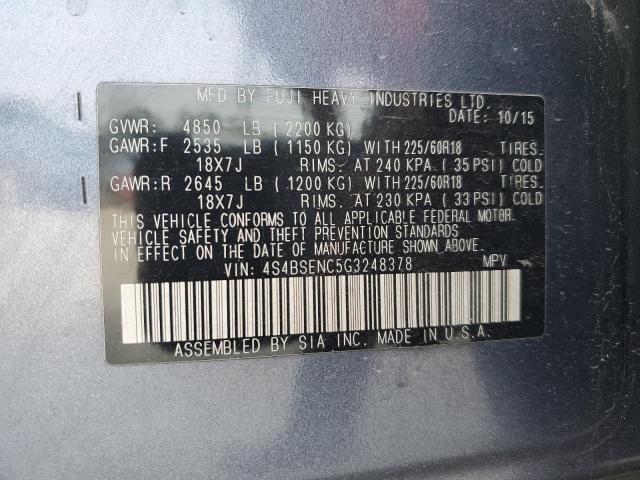 MFD BY FUJI HEAVY INDUSTRIES LTD.
DATE: 10/15
GVWR: 4850 LB (2200 KG)
GAWR:F 2535 LB (1150 KG) WITH 225/60R18 TIRES.
18X7J RIMS. AT 240 KPA (35 PSI) COLD
GAWR:R 2645 LB (1200 KG) WITH 225/60R18 TIRES.
18X7J RIMS. AT 230 KPA (33 PSI) COLD
THIS VEHICLE CONFORMS TO ALL APPLICABLE FEDERAL MOTOR
VEHICLE SAFETY AND THEFT PREVENTION STANDARDS
IN EFFECT ON THE DATE OF MANUFACTURE SHOWN ABOVE.
VIN: 4S4BSENC5G3248378 MPV
ASSEMBLED BY SIA INC. MADE IN U.S.A.